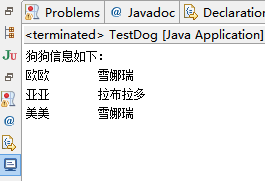 Problems @ Javadoc Declaration
<terminated> TestDog [Java Application]
狗狗信息如下：
欧欧 雪娜瑞
亚亚 拉布拉多
美美 雪娜瑞